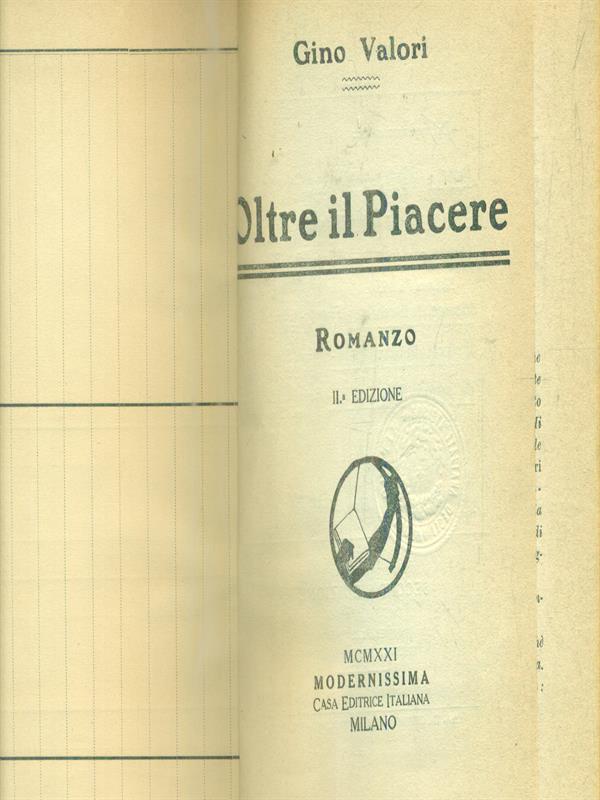 Gino Valori
Oltre il Piacere
ROMANZO
II.ª EDIZIONE
MCMXXI
MODERNISSIMA
CASA EDITRICE ITALIANA
MILANO